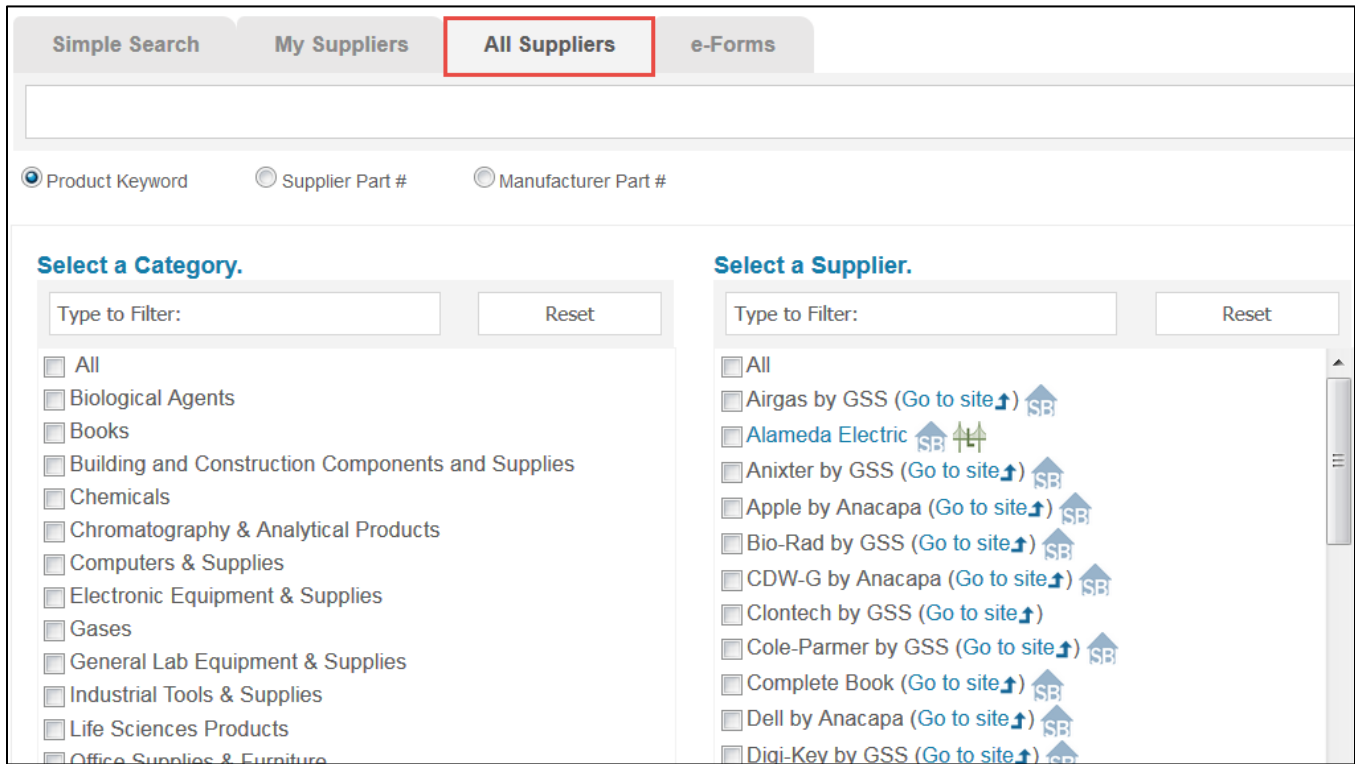 Simple Search My Suppliers All Suppliers e-Forms
Product Keyword Supplier Part # Manufacturer Part #
Select a Category.
Type to Filter: Reset
All
Biological Agents
Books
Building and Construction Components and Supplies
Chemicals
Chromatography & Analytical Products
Computers & Supplies
Electronic Equipment & Supplies
Gases
General Lab Equipment & Supplies
Industrial Tools & Supplies
Life Sciences Products
Office Supplies & Furniture
Select a Supplier.
Type to Filter: Reset
All
Airgas by GSS (Go to site) SB
Alameda Electric SB L
Anixter by GSS (Go to site) SB
Apple by Anacapa (Go to site) SB
Bio-Rad by GSS (Go to site) SB
CDW-G by Anacapa (Go to site) SB
Clontech by GSS (Go to site)
Cole-Parmer by GSS (Go to site) SB
Complete Book (Go to site) SB
Dell by Anacapa (Go to site) SB
Digi-Key by GSS (Go to site) SB